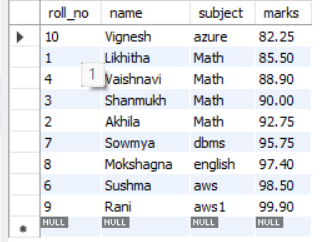 roll_no name subject marks
10 Vignesh azure 82.25
1 Likhitha Math 85.50
4 Vaishnavi Math 88.90
1
3 Shanmukh Math 90.00
2 Akhila Math 92.75
7 Sowmya dbms 95.75
8 Mokshagna english 97.40
6 Sushma aws 98.50
9 Rani aws1 99.90
NULL NULL NULL NULL